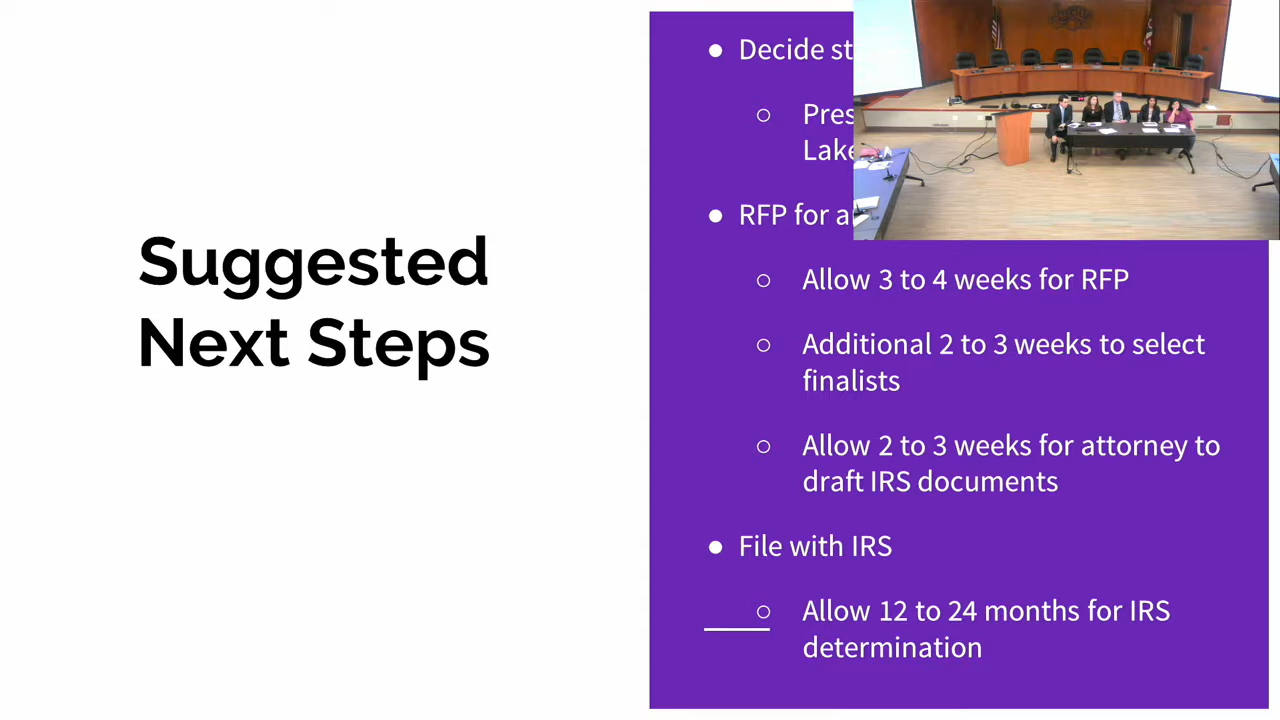 Suggested
Next Steps
Decide
Lake
RFP for
Allow 3 to 4 weeks for RFP
Additional 2 to 3 weeks to select
finalists
Allow 2 to 3 weeks for attorney to
draft IRS documents
File with IRS
Allow 12 to 24 months for IRS
determination